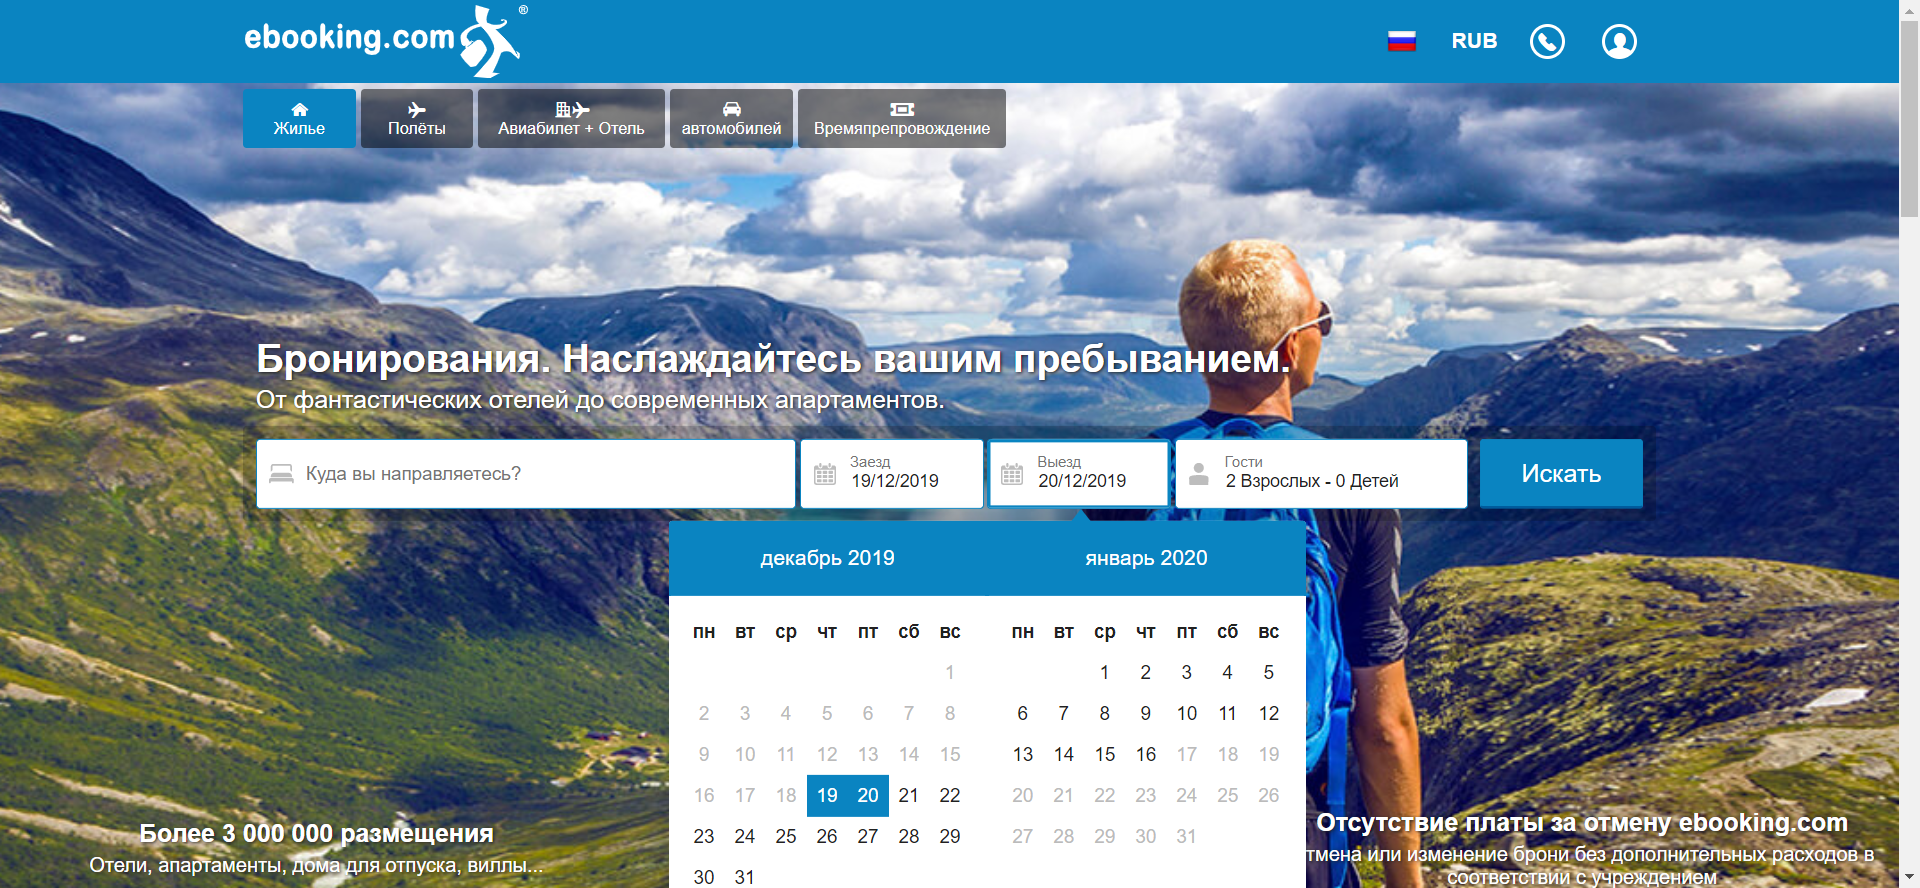 ebooking.com®
RUB
Жилье
Полёты
Авиабилет + Отель
автомобилей
Времяпрепровождение
Бронирования. Наслаждайтесь вашим пребыванием.
От фантастических отелей до современных апартаментов.
Куда вы направляетесь?
Заезд
19/12/2019
Выезд
20/12/2019
Гости
2 Взрослых - 0 Детей
Искать
декабрь 2019
пн вт ср чт пт сб вс
1
2 3 4 5 6 7 8
9 10 11 12 13 14 15
16 17 18 19 20 21 22
23 24 25 26 27 28 29
30 31
январь 2020
пн вт ср чт пт сб вс
1 2 3 4 5
6 7 8 9 10 11 12
13 14 15 16 17 18 19
20 21 22 23 24 25 26
27 28 29 30 31
Более 3 000 000 размещения
Отели, апартаменты, дома для отпуска, виллы...
Отсутствие платы за отмену ebooking.com
тмена или изменение брони без дополнительных расходов в
соответствии с учреждением